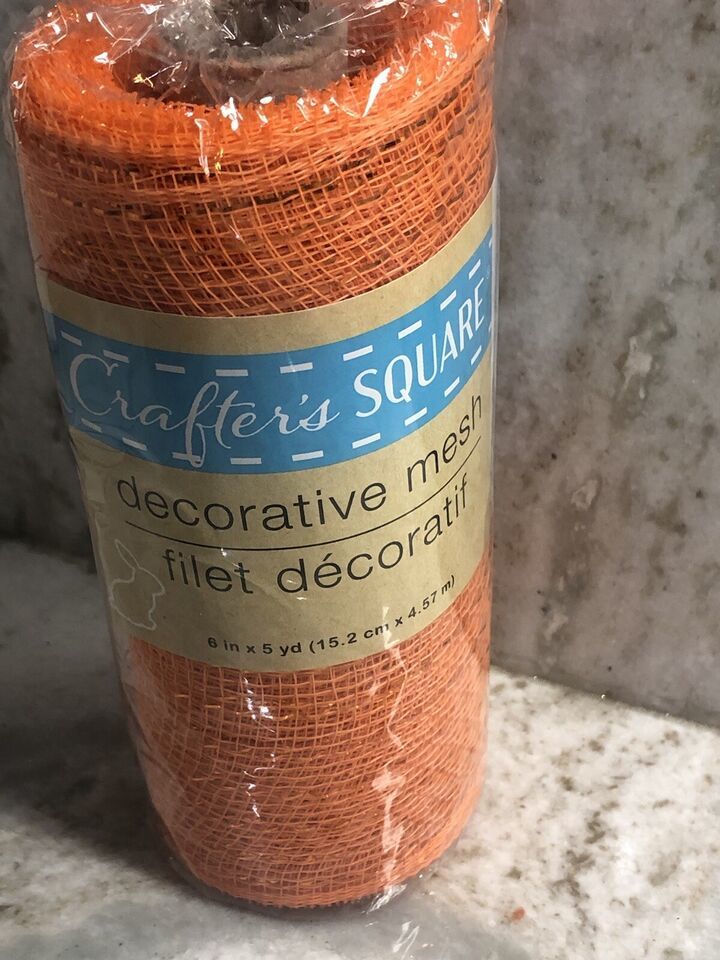 Crafter's SQUARE
decorative mesh
filet décoratif
6 in x 5 yd (15.2 cm x 4.57 m)